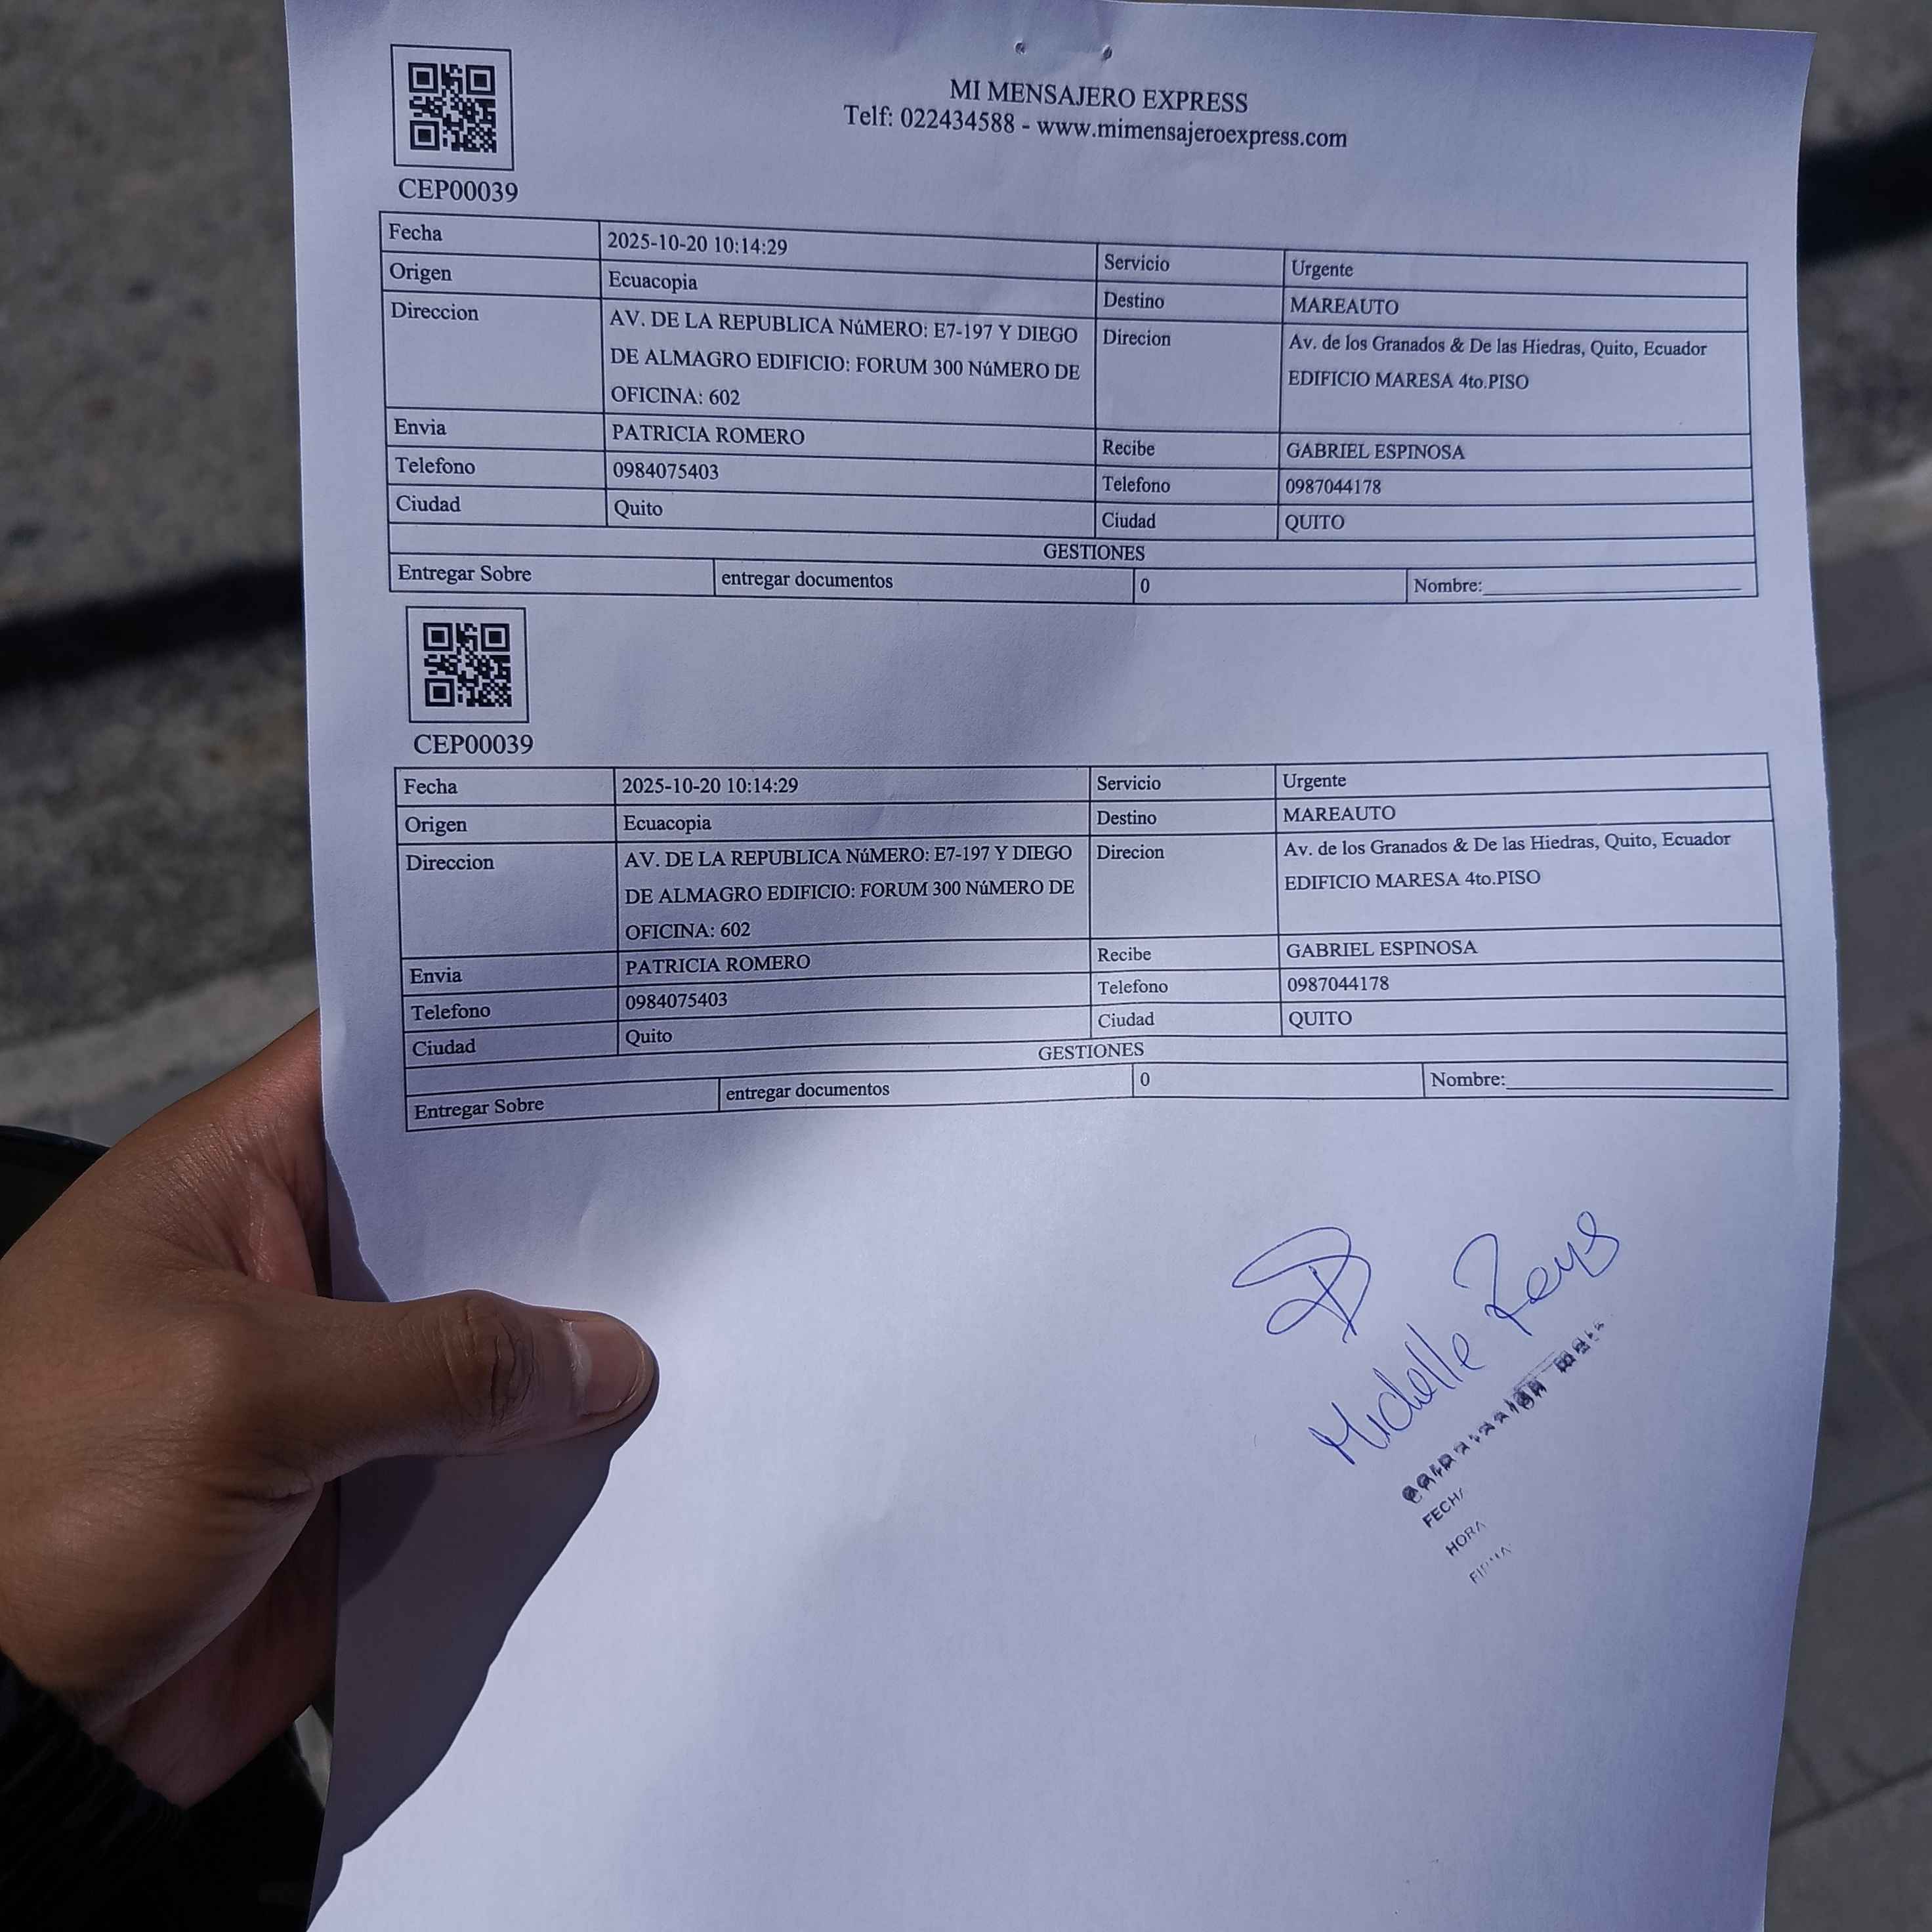 MI MENSAJERO EXPRESS
Telf: 022434588 - www.mimensajeroexpress.com
CEP00039
Fecha 2025-10-20 10:14:29 Servicio Urgente
Origen Ecuacopia Destino MAREAUTO
Direccion AV. DE LA REPUBLICA NúMERO: E7-197 Y DIEGO Direcion Av. de los Granados & De las Hiedras, Quito, Ecuador
DE ALMAGRO EDIFICIO: FORUM 300 NúMERO DE EDIFICIO MARESA 4to.PISO
OFICINA: 602
Envia PATRICIA ROMERO Recibe GABRIEL ESPINOSA
Telefono 0984075403 Telefono 0987044178
Ciudad Quito Ciudad QUITO
GESTIONES
Entregar Sobre entregar documentos 0 Nombre:
CEP00039
Fecha 2025-10-20 10:14:29 Servicio Urgente
Origen Ecuacopia Destino MAREAUTO
Direccion AV. DE LA REPUBLICA NúMERO: E7-197 Y DIEGO Direcion Av. de los Granados & De las Hiedras, Quito, Ecuador
DE ALMAGRO EDIFICIO: FORUM 300 NúMERO DE EDIFICIO MARESA 4to.PISO
OFICINA: 602
Envia PATRICIA ROMERO Recibe GABRIEL ESPINOSA
Telefono 0984075403 Telefono 0987044178
Ciudad Quito Ciudad QUITO
GESTIONES
Entregar Sobre entregar documentos 0 Nombre:
Michelle Reys
FECHA
HORA